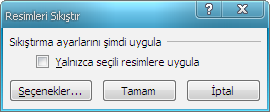 Resimleri Sıkıştır
Sıkıştırma ayarlarını şimdi uygula
Yalnızca seçili resimlere uygula
Seçenekler... Tamam İptal